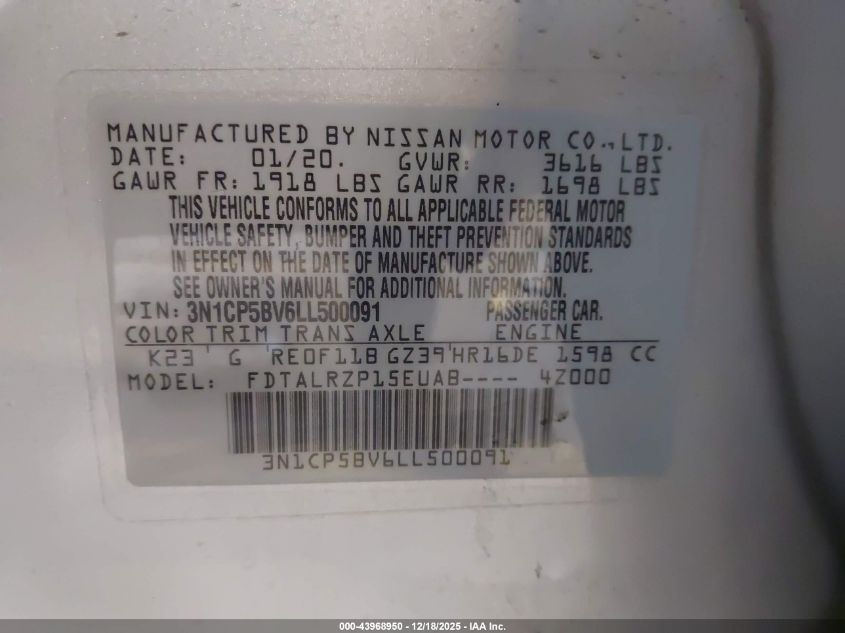 MANUFACTURED BY NISSAN MOTOR CO., LTD.
DATE: 01/20. GVWR: 3616 LBS
GAWR FR: 1918 LBS GAWR RR: 1698 LBS
THIS VEHICLE CONFORMS TO ALL APPLICABLE FEDERAL MOTOR
VEHICLE SAFETY, BUMPER AND THEFT PREVENTION STANDARDS
IN EFFECT ON THE DATE OF MANUFACTURE SHOWN ABOVE.
SEE OWNER'S MANUAL FOR ADDITIONAL INFORMATION.
VIN: 3N1CP5BV6LL500091 PASSENGER CAR.
COLOR TRIM TRANS AXLE ENGINE
K23 ' G 'RE0F11B GZ39'HR16DE 1598 CC
MODEL: FDTALRZP15EUAB---- 4Z000
3N1CP5BV6LL500091
000-43968950 - 12/18/2025 - IAA Inc.